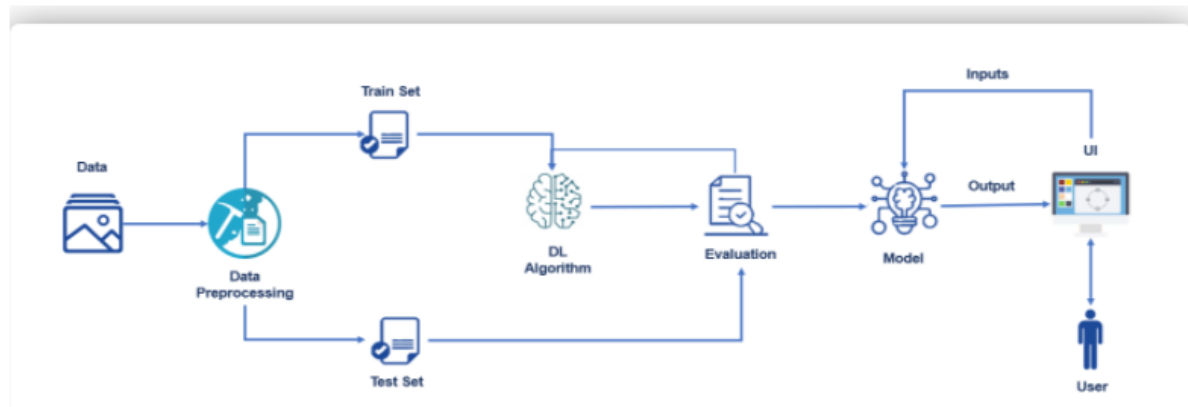 Data
Data
Preprocessing
Train Set
Test Set
DL
Algorithm
Evaluation
Model
Inputs
Output
UI
User